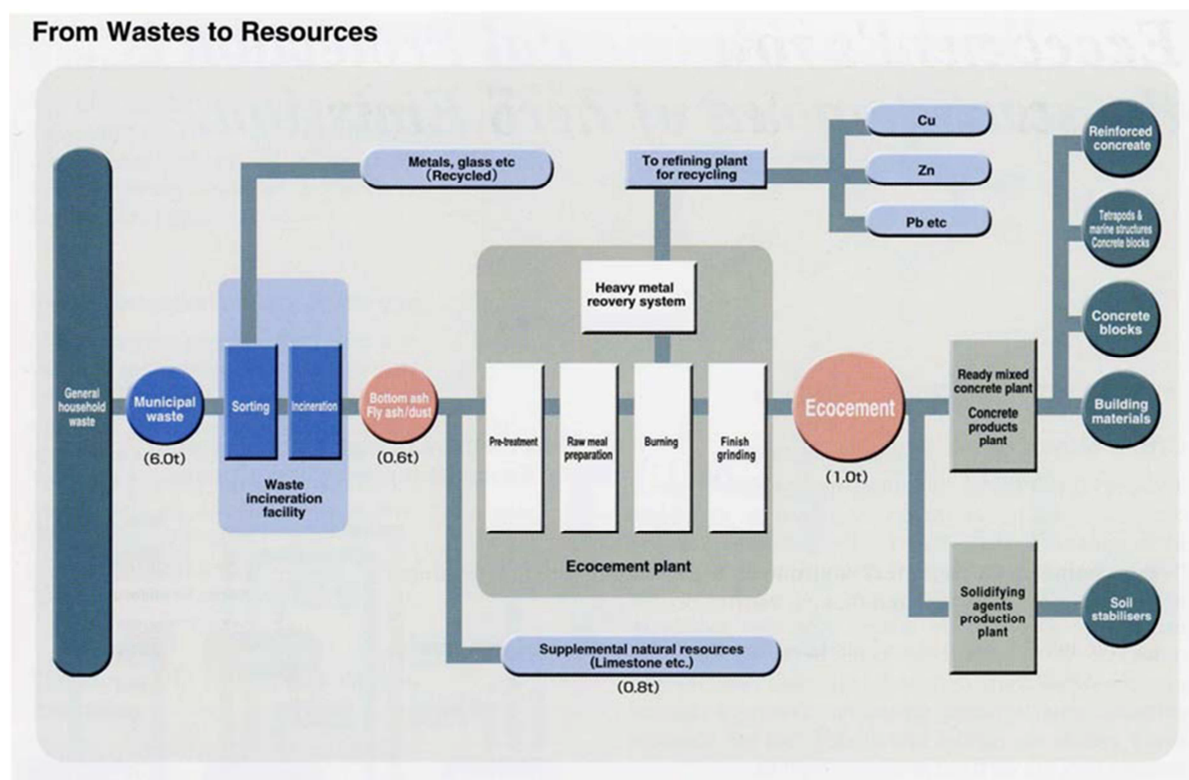 From Wastes to Resources
Metals, glass etc
(Recycled)
To refining plant
for recycling
Cu
Zn
Pb etc
Reinforced
concreate
Tetrapods &
marine structures
Concrete blocks
Concrete
blocks
Building
materials
Heavy metal
reovery system
General
household
waste
Municipal
waste
(6.0t)
Sorting
Incineration
Waste
incineration
facility
Bottom ash
Fly ash/dust
(0.6t)
Pre-treatment
Raw meal
preparation
Burning
Finish
grinding
Ecocement plant
Ecocement
(1.0t)
Ready mixed
concrete plant
Concrete
products
plant
Solidifying
agents
production
plant
Soil
stabilisers
Supplemental natural resources
(Limestone etc.)
(0.8t)